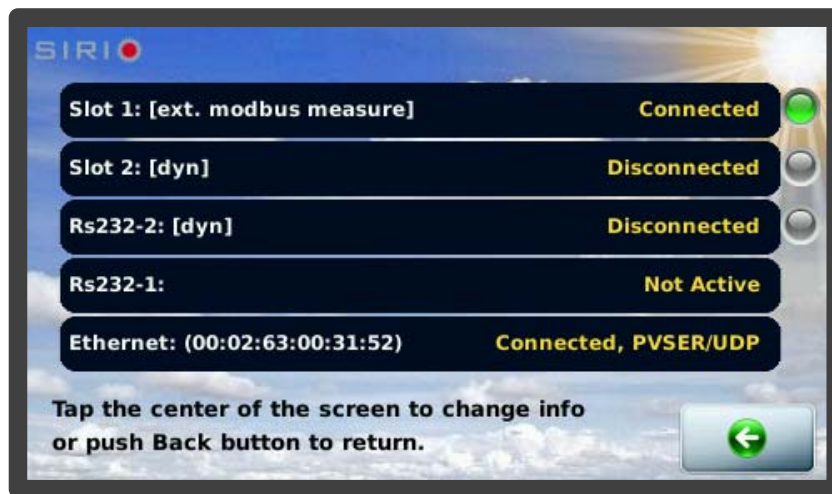 SIRIO
Slot 1: [ext. modbus measure] Connected
Slot 2: [dyn] Disconnected
Rs232-2: [dyn] Disconnected
Rs232-1: Not Active
Ethernet: (00:02:63:00:31:52) Connected, PVSER/UDP
Tap the center of the screen to change info
or push Back button to return.